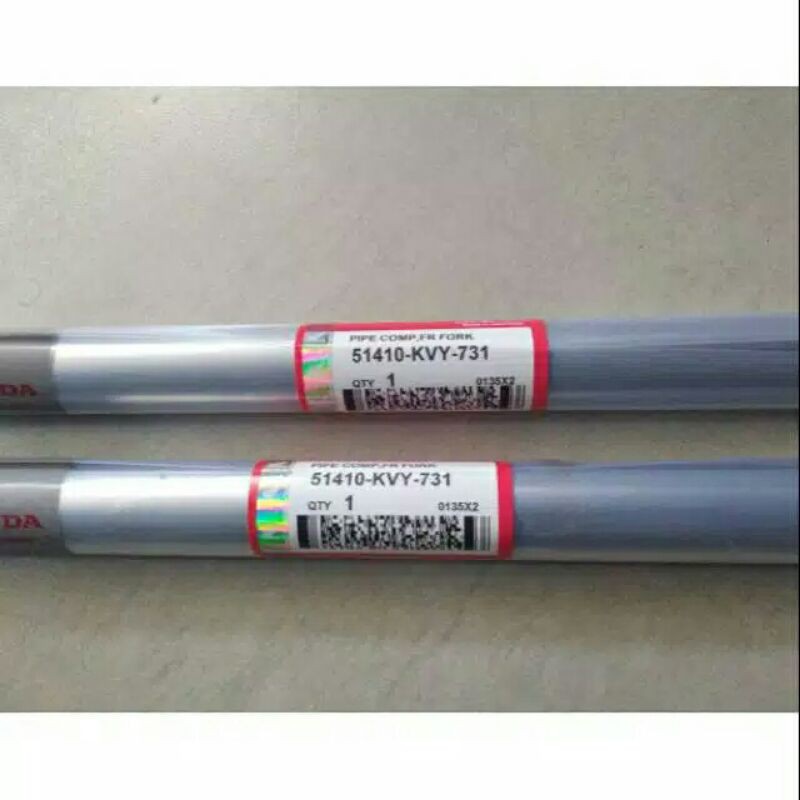 PIPE COMP,FR FORK
51410-KVY-731
QTY 1 0135X2
DA
PIPE COMP,FR FORK
51410-KVY-731
QTY 1 0135X2
DA